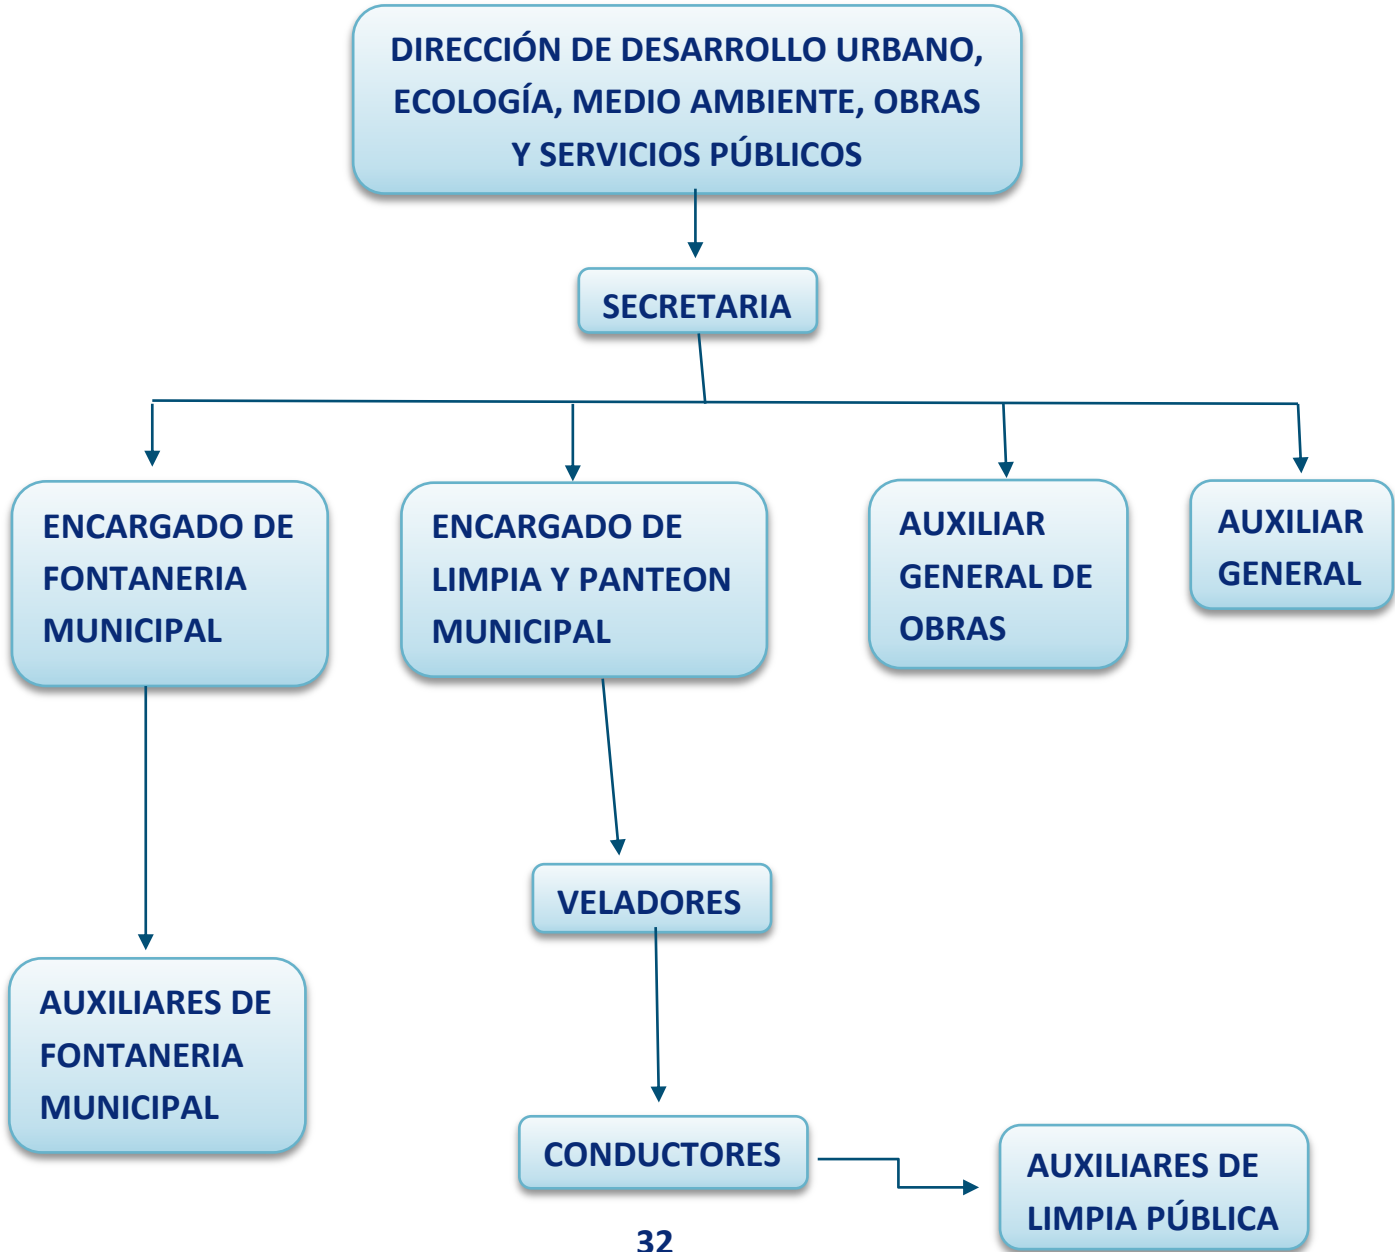 DIRECCIÓN DE DESARROLLO URBANO,
ECOLOGÍA, MEDIO AMBIENTE, OBRAS
Y SERVICIOS PÚBLICOS
SECRETARIA
ENCARGADO DE
FONTANERIA
MUNICIPAL
ENCARGADO DE
LIMPIA Y PANTEON
MUNICIPAL
AUXILIAR
GENERAL DE
OBRAS
AUXILIAR
GENERAL
VELADORES
AUXILIARES DE
FONTANERIA
MUNICIPAL
CONDUCTORES
AUXILIARES DE
LIMPIA PÚBLICA
32